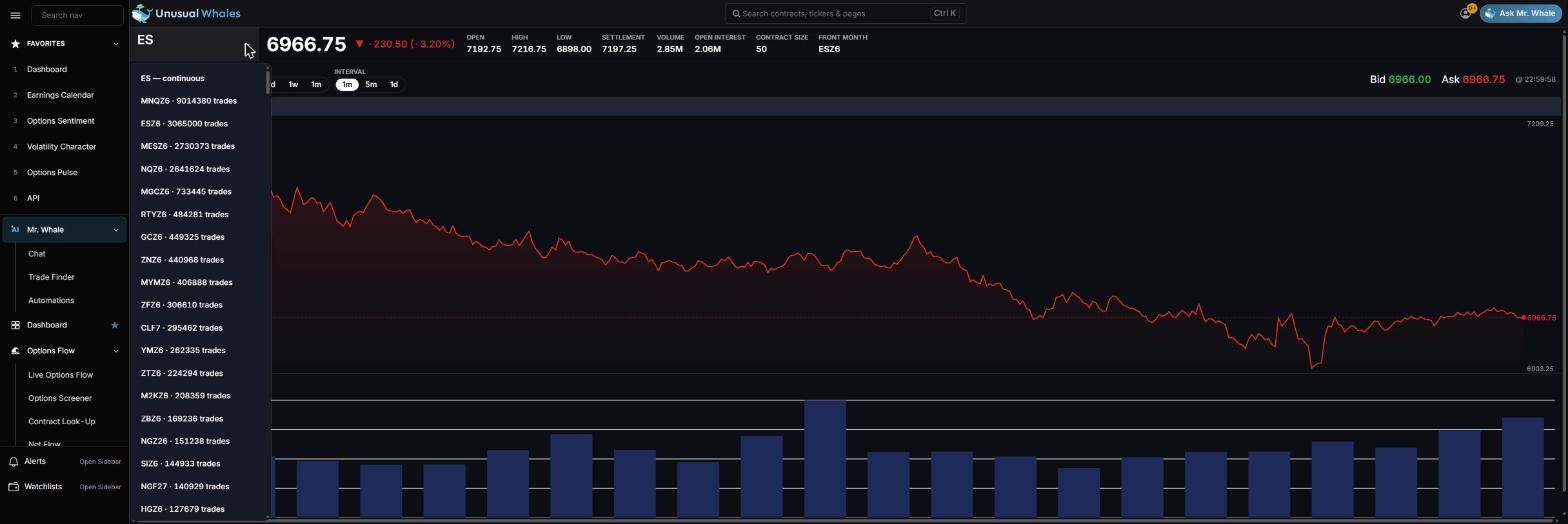 Search nav
Unusual Whales
Search contracts, tickers & pages
Ctrl K
9+
Ask Mr. Whale
FAVORITES
1 Dashboard
2 Earnings Calendar
3 Options Sentiment
4 Volatility Character
5 Options Pulse
6 API
AI Mr. Whale
Chat
Trade Finder
Automations
Dashboard
Options Flow
Live Options Flow
Options Screener
Contract Look-Up
Net Flow
Alerts Open Sidebar
Watchlists Open Sidebar
ES
6966.75 ▼ -230.50 (-3.20%)
OPEN HIGH LOW SETTLEMENT VOLUME OPEN INTEREST CONTRACT SIZE FRONT MONTH
7192.75 7216.75 6898.00 7197.25 2.85M 2.06M 50 ESZ6
INTERVAL
d 1w 1m 1m 5m 1d
Bid 6966.00 Ask 6966.75 @ 22:59:58
ES — continuous
MNQZ6 · 9014380 trades
ESZ6 · 3065000 trades
MESZ6 · 2730373 trades
NQZ6 · 2641624 trades
MGCZ6 · 733445 trades
RTYZ6 · 484281 trades
GCZ6 · 449325 trades
ZNZ6 · 440968 trades
MYMZ6 · 406888 trades
ZFZ6 · 306610 trades
CLF7 · 295462 trades
YMZ6 · 262335 trades
ZTZ6 · 224294 trades
M2KZ6 · 208359 trades
ZBZ6 · 169236 trades
NGZ26 · 151238 trades
SIZ6 · 144933 trades
NGF27 · 140929 trades
HGZ6 · 127679 trades
7209.25
6966.75
6903.25